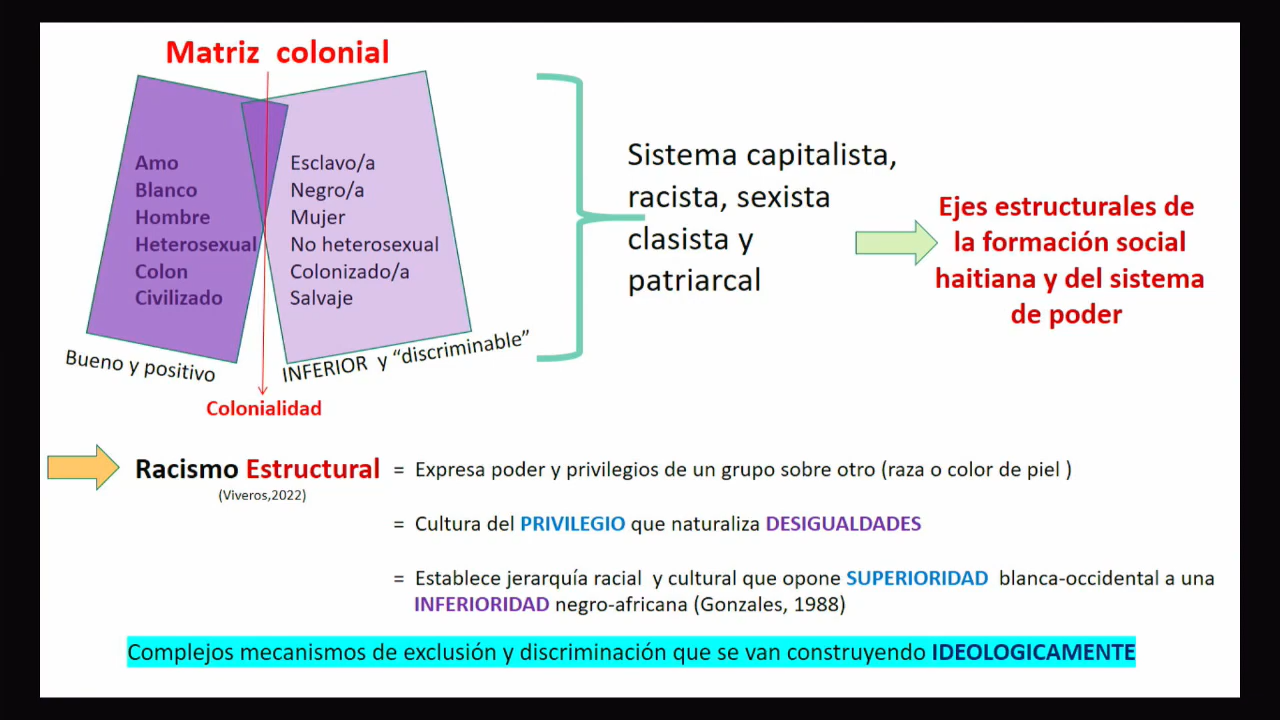 Matriz colonial
Amo
Blanco
Hombre
Heterosexual
Colon
Civilizado
Esclavo/a
Negro/a
Mujer
No heterosexual
Colonizado/a
Salvaje
Bueno y positivo
INFERIOR y “discriminable”
Colonialidad
Sistema capitalista,
racista, sexista
clasista y
patriarcal
Ejes estructurales de
la formación social
haitiana y del sistema
de poder
Racismo Estructural
(Viveros,2022)
= Expresa poder y privilegios de un grupo sobre otro (raza o color de piel )
= Cultura del PRIVILEGIO que naturaliza DESIGUALDADES
= Establece jerarquía racial y cultural que opone SUPERIORIDAD blanca-occidental a una
INFERIORIDAD negro-africana (Gonzales, 1988)
Complejos mecanismos de exclusión y discriminación que se van construyendo IDEOLOGICAMENTE